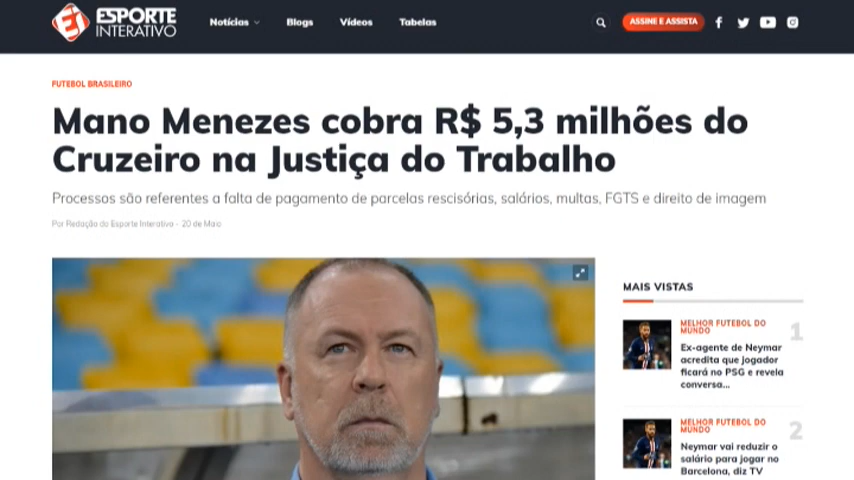 ESPORTE
INTERATIVO
Notícias
Blogs
Vídeos
Tabelas
ASSINE E ASSISTA
FUTEBOL BRASILEIRO
Mano Menezes cobra R$ 5,3 milhões do
Cruzeiro na Justiça do Trabalho
Processos são referentes a falta de pagamento de parcelas rescisórias, salários, multas, FGTS e direito de imagem
Por Redação do Esporte Interativo - 20 de Maio
MAIS VISTAS
MELHOR FUTEBOL DO
MUNDO
1
Ex-agente de Neymar
acredita que jogador
ficará no PSG e revela
conversa...
MELHOR FUTEBOL DO
MUNDO
2
Neymar vai reduzir o
salário para jogar no
Barcelona, diz TV